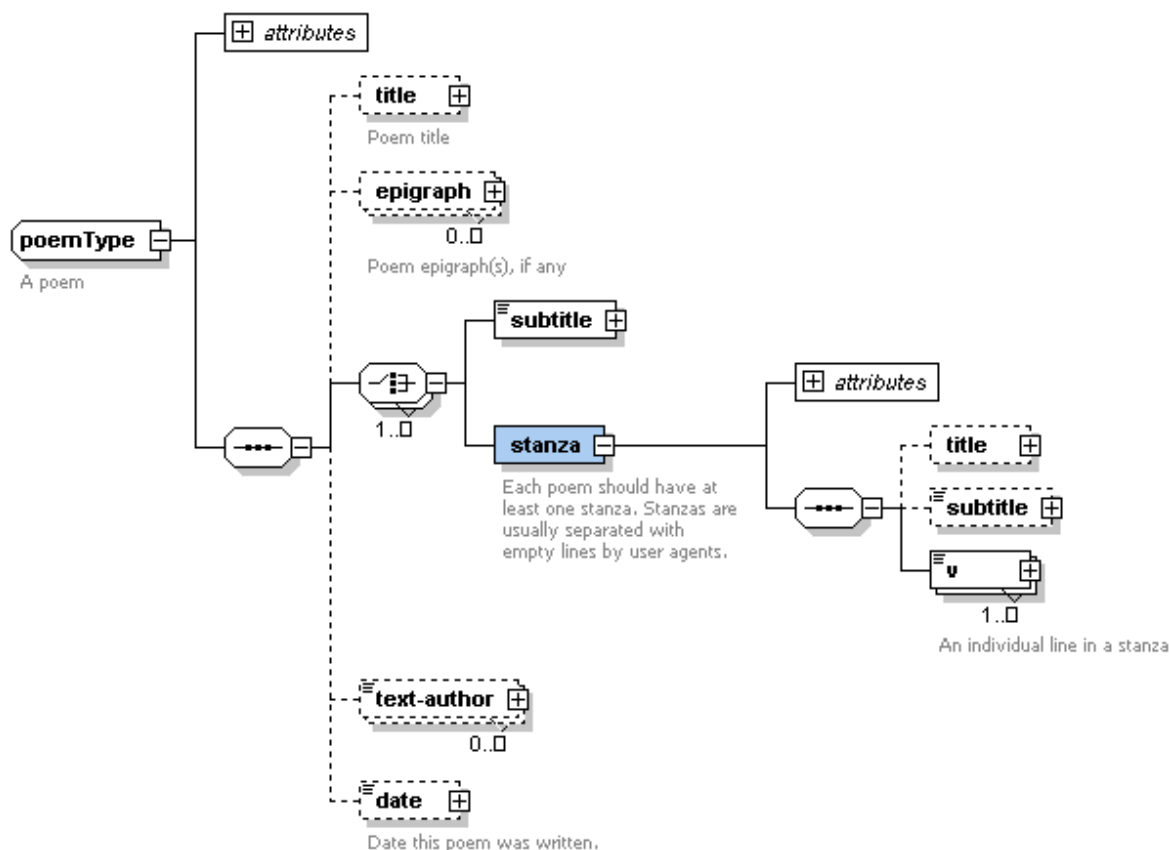 attributes
title
Poem title
epigraph
0..▯
Poem epigraph(s), if any
poemType
A poem
subtitle
1..▯
stanza
Each poem should have at
least one stanza. Stanzas are
usually separated with
empty lines by user agents.
attributes
title
subtitle
v
1..▯
An individual line in a stanza
text-author
0..▯
date
Date this poem was written.